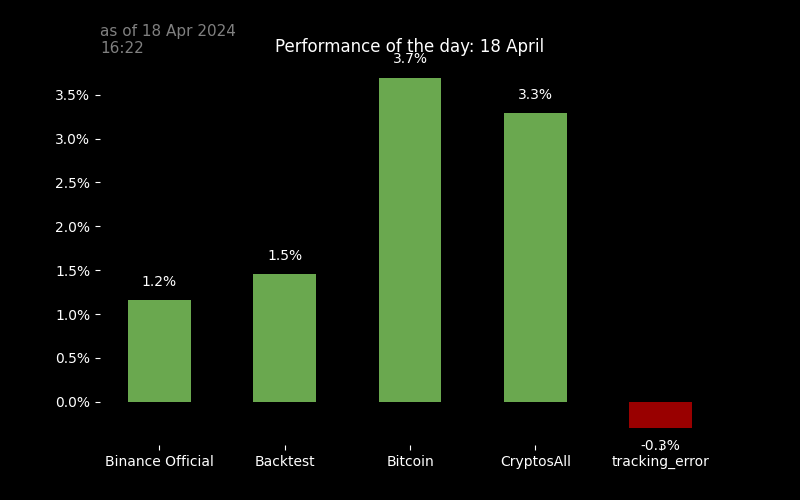 as of 18 Apr 2024
16:22
Performance of the day: 18 April
3.7%
3.5%
3.3%
3.0%
2.5%
2.0%
1.5%
1.5%
1.2%
1.0%
0.5%
0.0%
-0.3%
Binance Official
Backtest
Bitcoin
CryptosAll
tracking_error